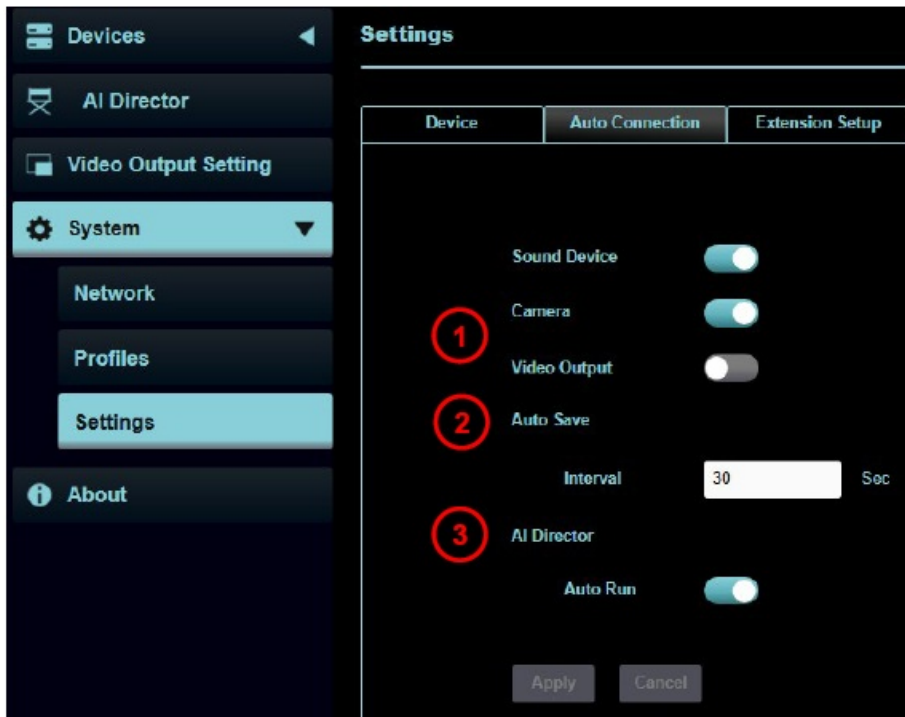 Devices
AI Director
Video Output Setting
System
Network
Profiles
Settings
About
Settings
Device Auto Connection Extension Setup
Sound Device
Camera
1
Video Output
2 Auto Save
Interval 30 Sec
3 AI Director
Auto Run
Apply Cancel